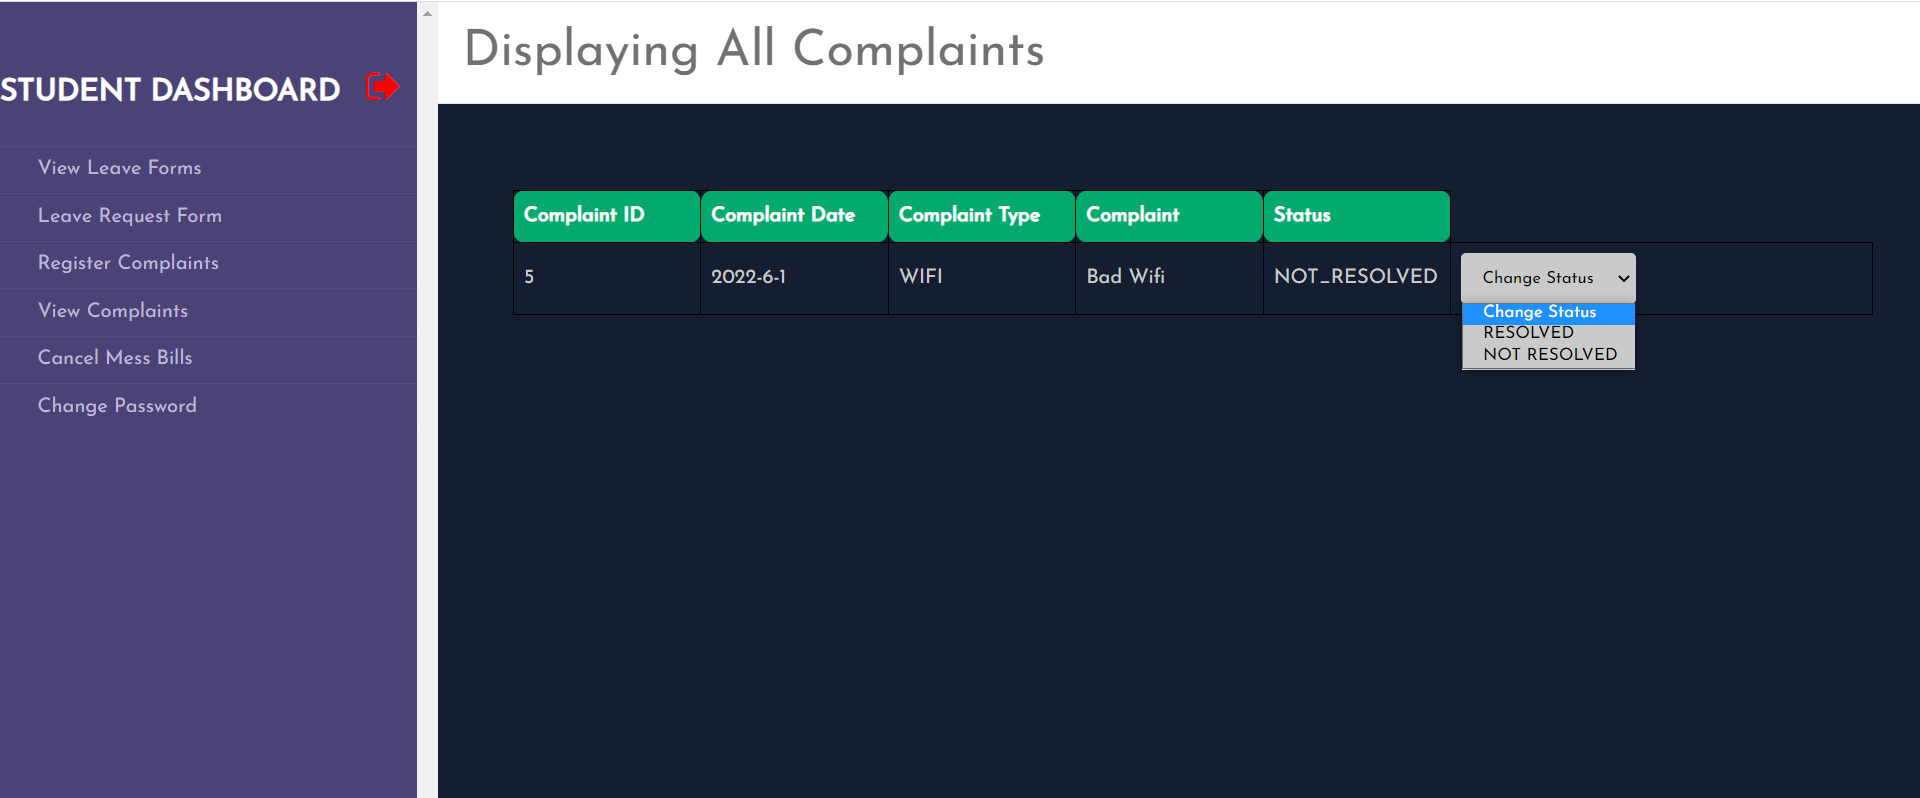 Displaying All Complaints
STUDENT DASHBOARD
View Leave Forms
Leave Request Form
Register Complaints
View Complaints
Cancel Mess Bills
Change Password
Complaint ID Complaint Date Complaint Type Complaint Status
5 2022-6-1 WIFI Bad Wifi NOT_RESOLVED Change Status
Change Status
RESOLVED
NOT RESOLVED